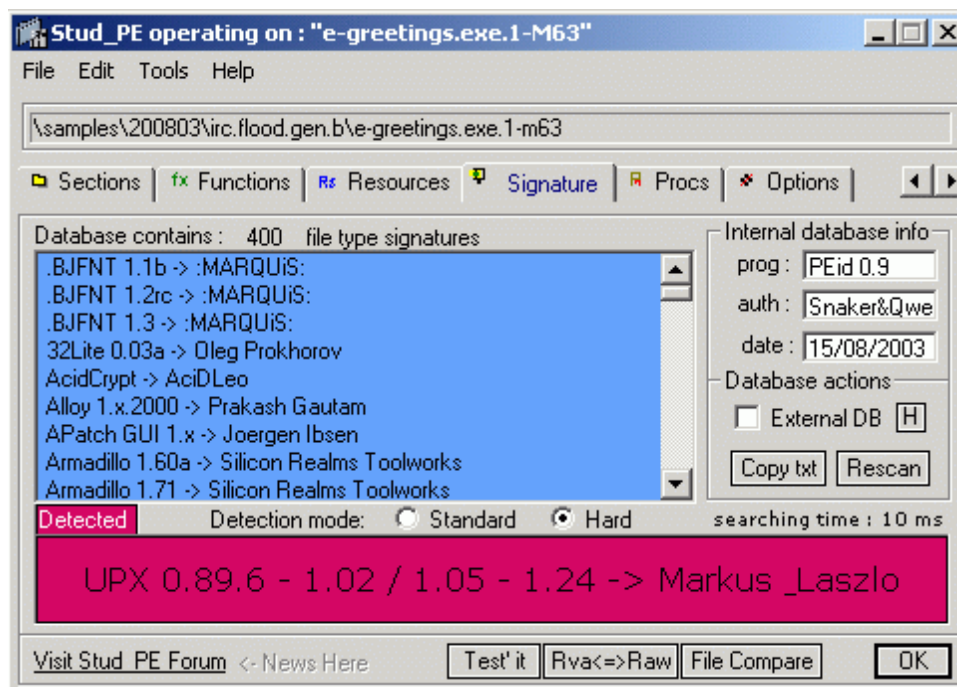 Stud_PE operating on : "e-greetings.exe.1-M63"
File Edit Tools Help
\samples\200803\irc.flood.gen.b\e-greetings.exe.1-m63
Sections fx Functions Rs Resources Signature Procs Options
Database contains : 400 file type signatures
.BJFNT 1.1b -> :MARQUiS:
.BJFNT 1.2rc -> :MARQUiS:
.BJFNT 1.3 -> :MARQUiS:
32Lite 0.03a -> Oleg Prokhorov
AcidCrypt -> AciDLeo
Alloy 1.x.2000 -> Prakash Gautam
APatch GUI 1.x -> Joergen Ibsen
Armadillo 1.60a -> Silicon Realms Toolworks
Armadillo 1.71 -> Silicon Realms Toolworks
Internal database info
prog : PEid 0.9
auth : Snaker&Qwe
date : 15/08/2003
Database actions
External DB H
Copy txt Rescan
Detected Detection mode: Standard Hard searching time : 10 ms
UPX 0.89.6 - 1.02 / 1.05 - 1.24 -> Markus _Laszlo
Visit Stud PE Forum <- News Here Test' it Rva<=>Raw File Compare OK